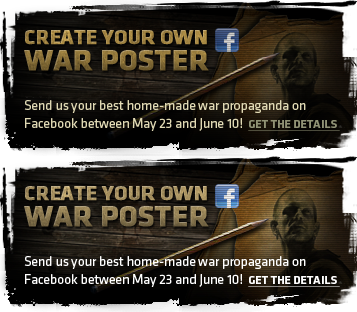 CREATE YOUR OWN f
WAR POSTER
Send us your best home-made war propaganda on
Facebook between May 23 and June 10! GET THE DETAILS
CREATE YOUR OWN f
WAR POSTER
Send us your best home-made war propaganda on
Facebook between May 23 and June 10! GET THE DETAILS